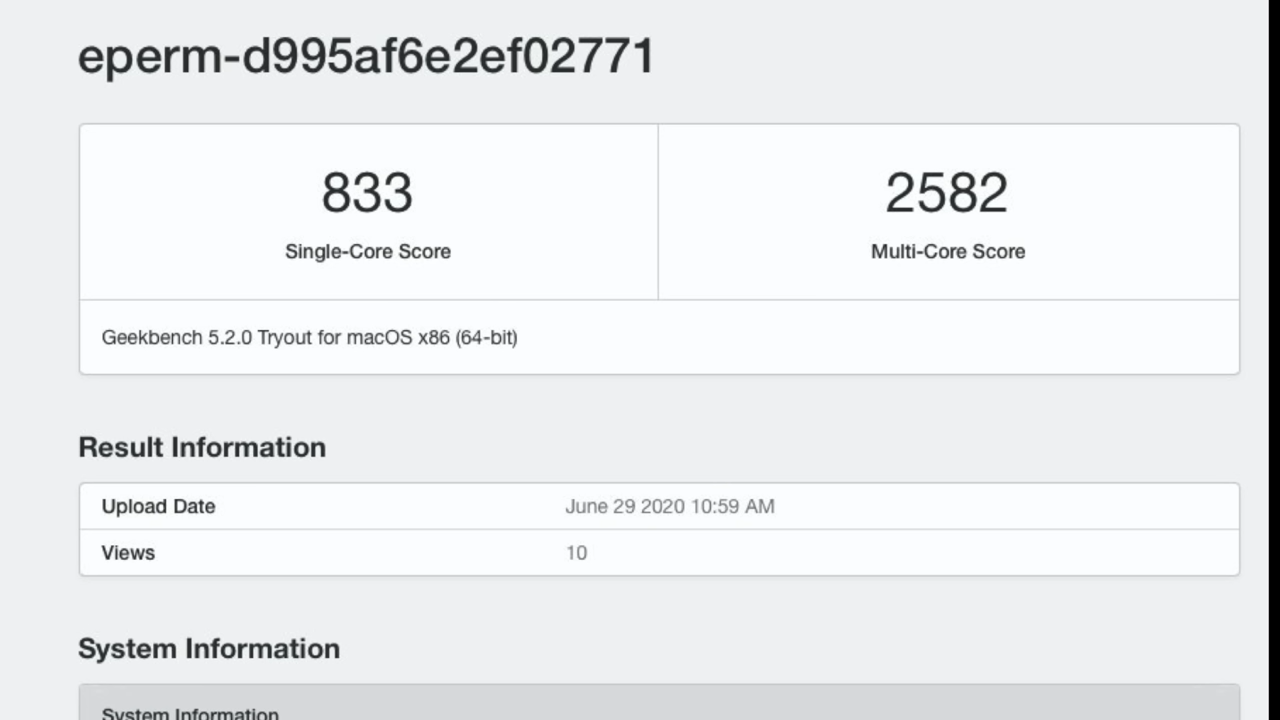 eperm-d995af6e2ef02771
833
2582
Single-Core Score
Multi-Core Score
Geekbench 5.2.0 Tryout for macOS x86 (64-bit)
Result Information
Upload Date June 29 2020 10:59 AM
Views 10
System Information
System Information